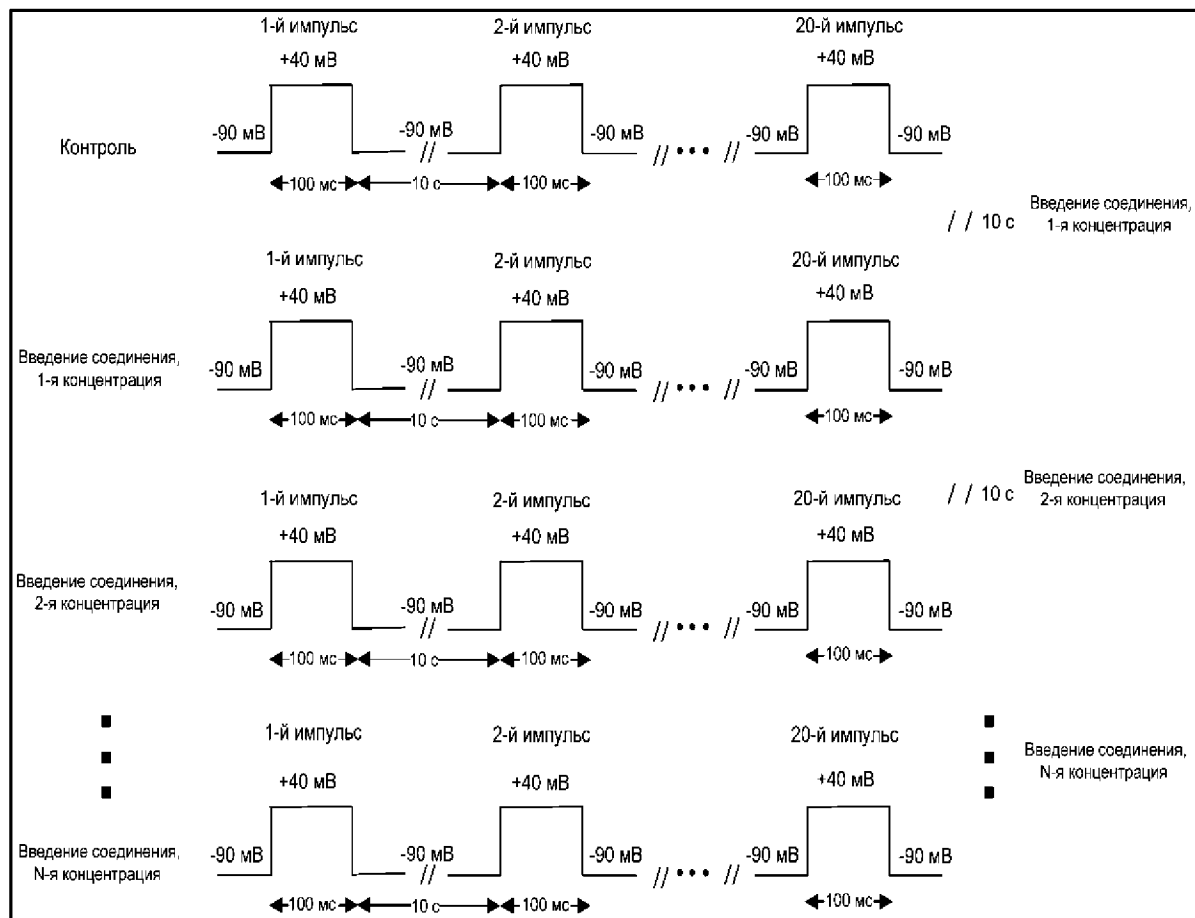 1-й импульс 2-й импульс 20-й импульс
+40 мВ +40 мВ +40 мВ
Контроль -90 мВ -90 мВ -90 мВ -90 мВ -90 мВ
// ••• //
100 мс 10 с 100 мс 100 мс
// 10 с Введение соединения,
1-я концентрация
1-й импульс 2-й импульс 20-й импульс
+40 мВ +40 мВ +40 мВ
Введение соединения,
1-я концентрация
-90 мВ -90 мВ -90 мВ -90 мВ -90 мВ
// ••• //
100 мс 10 с 100 мс 100 мс
// 10 с Введение соединения,
2-я концентрация
1-й импульс 2-й импульс 20-й импульс
+40 мВ +40 мВ +40 мВ
Введение соединения,
2-я концентрация
-90 мВ -90 мВ -90 мВ -90 мВ -90 мВ
// ••• //
100 мс 10 с 100 мс 100 мс
1-й импульс 2-й импульс 20-й импульс
Введение соединения,
N-я концентрация
+40 мВ +40 мВ +40 мВ
Введение соединения,
N-я концентрация
-90 мВ -90 мВ -90 мВ -90 мВ -90 мВ
// ••• //
100 мс 10 с 100 мс 100 мс